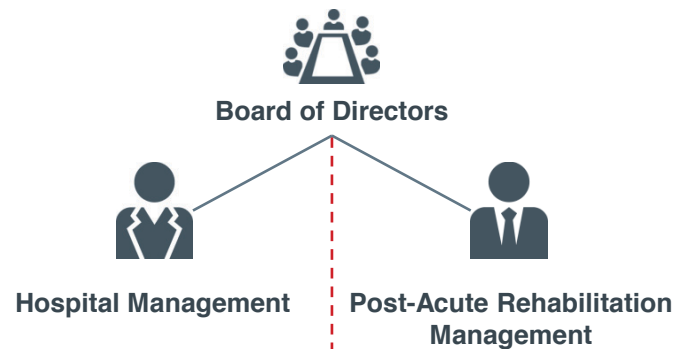 Board of Directors
Hospital Management
Post-Acute Rehabilitation
Management